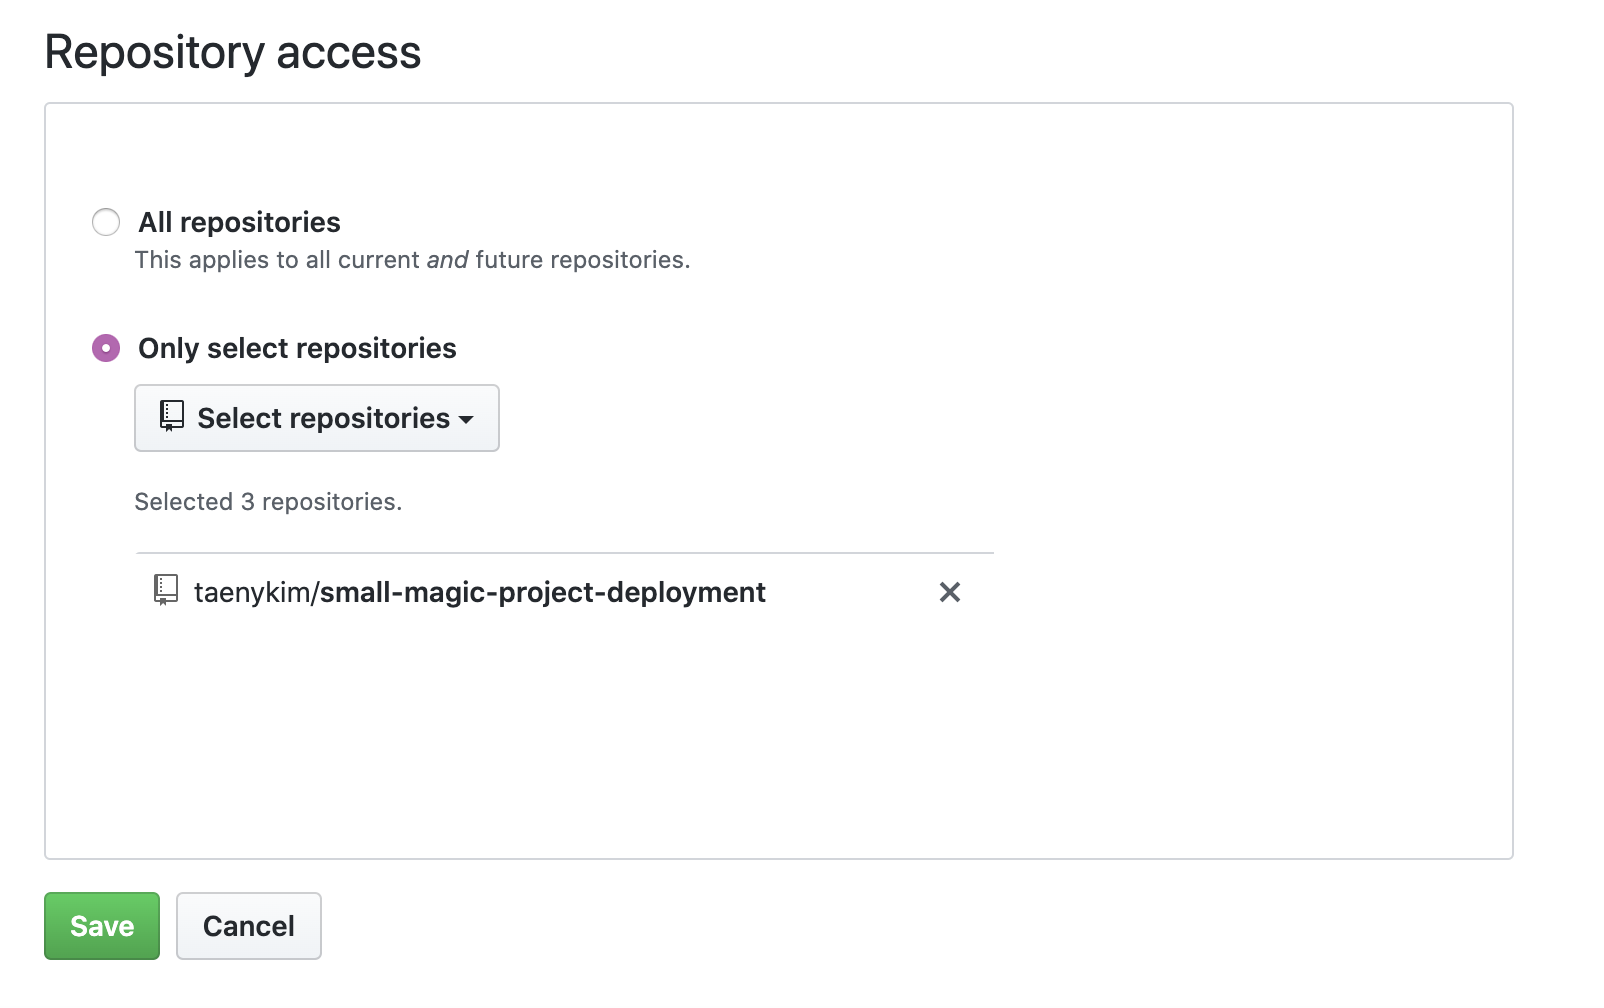 Repository access
All repositories
This applies to all current and future repositories.
Only select repositories
Select repositories
Selected 3 repositories.
taenykim/small-magic-project-deployment
Save
Cancel